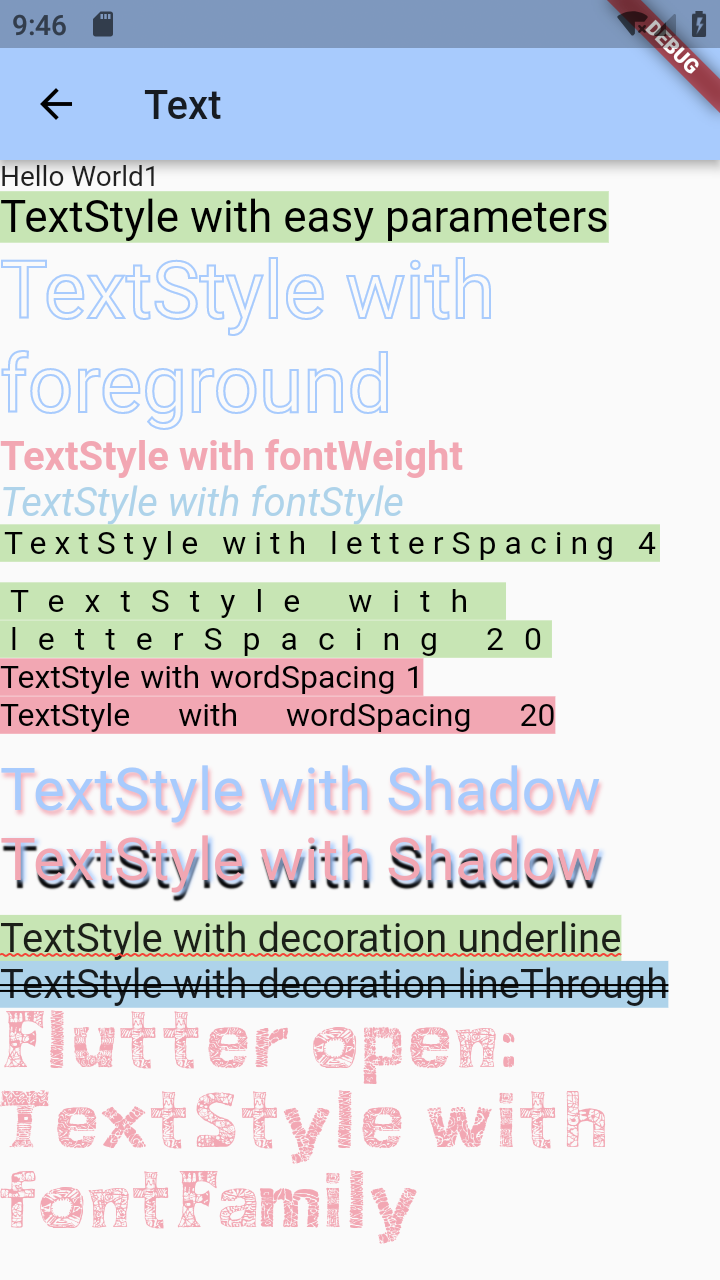 9:46
DEBUG
Text
Hello World1
TextStyle with easy parameters
TextStyle with
foreground
TextStyle with fontWeight
TextStyle with fontStyle
TextStyle with letterSpacing 4
TextStyle with
letterSpacing 20
TextStyle with wordSpacing 1
TextStyle with wordSpacing 20
TextStyle with Shadow
TextStyle with Shadow
TextStyle with decoration underline
TextStyle with decoration lineThrough
Flutter open:
TextStyle with
fontFamily